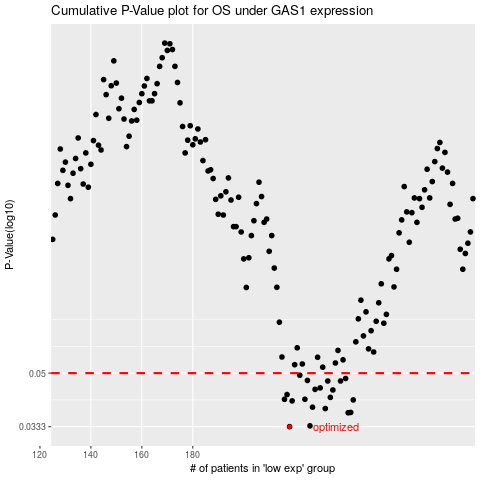 Cumulative P-Value plot for OS under GAS1 expression
P-Value(log10)
0.05
0.0333
optimized
120 140 160 180
# of patients in 'low exp' group